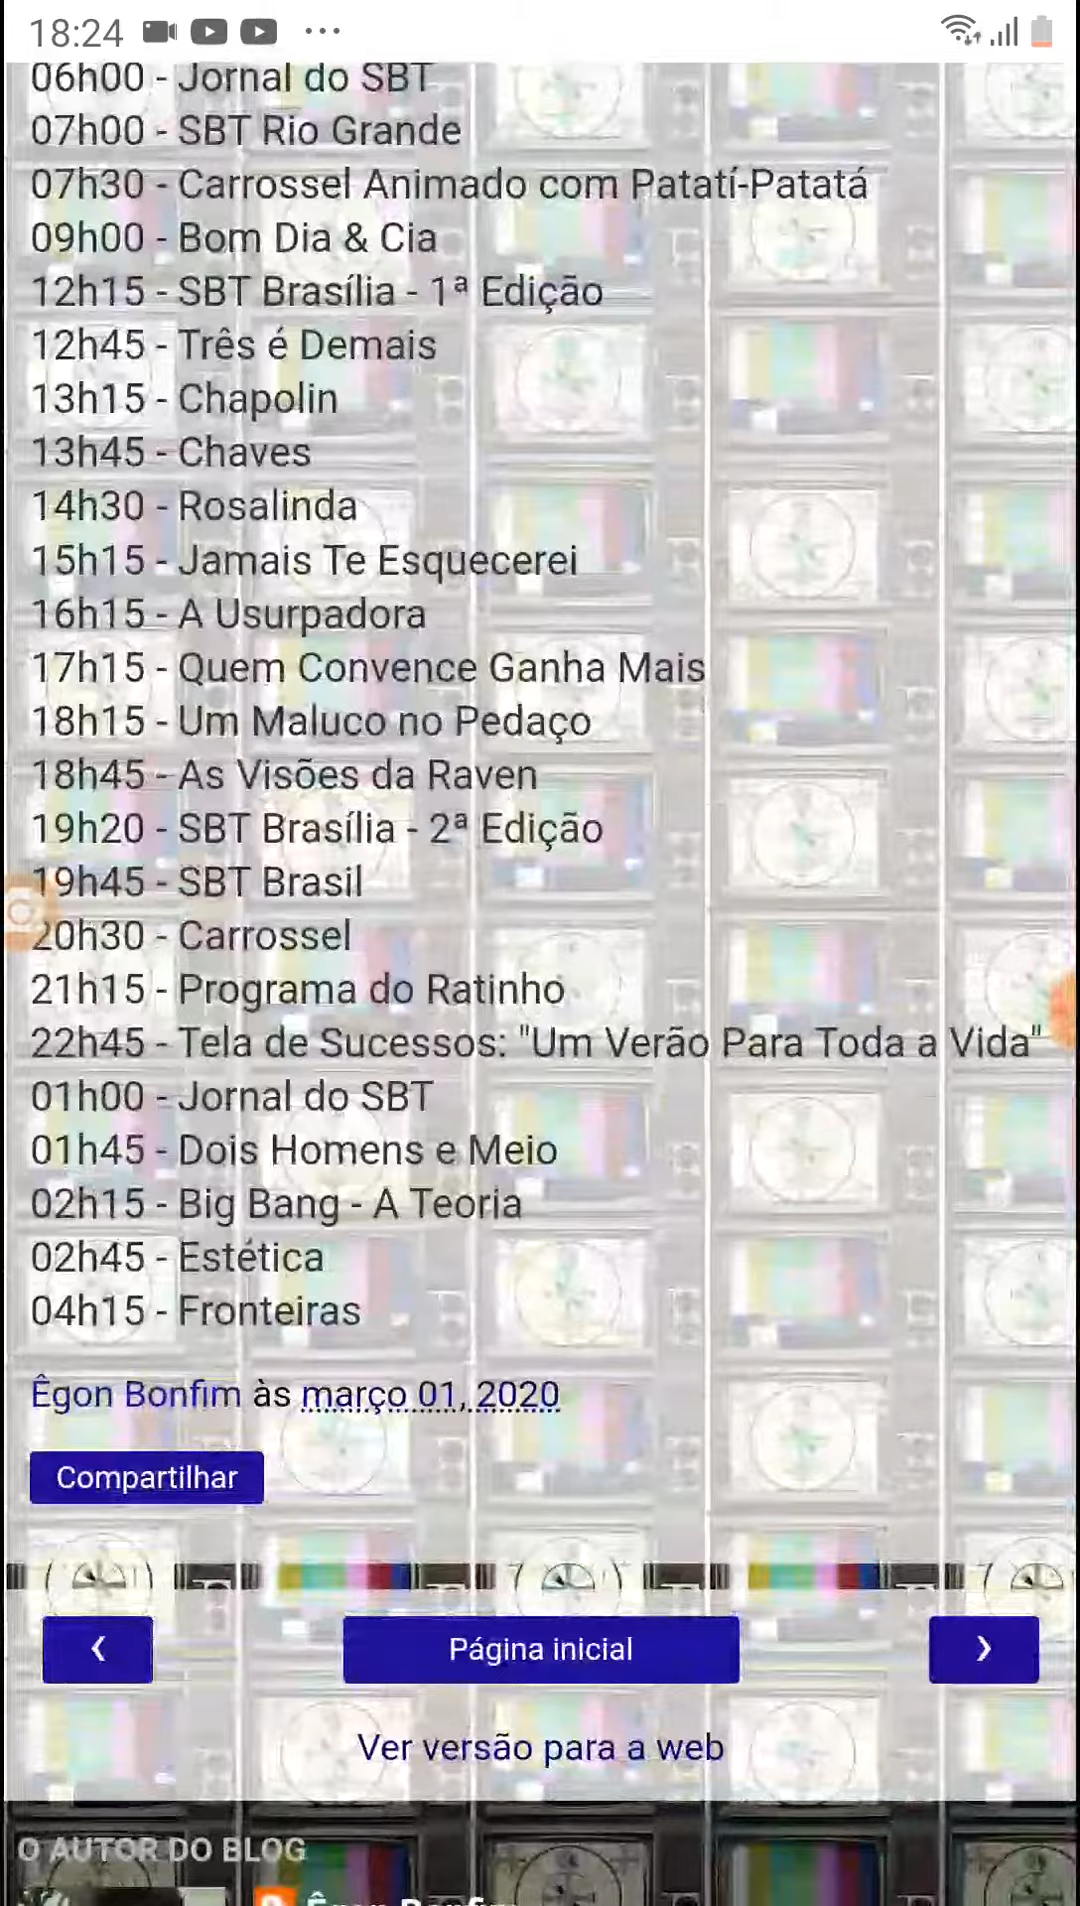 18:24
06h00 - Jornal do SBT
07h00 - SBT Rio Grande
07h30 - Carrossel Animado com Patatí-Patatá
09h00 - Bom Dia & Cia
12h15 - SBT Brasília - 1ª Edição
12h45 - Três é Demais
13h15 - Chapolin
13h45 - Chaves
14h30 - Rosalinda
15h15 - Jamais Te Esquecerei
16h15 - A Usurpadora
17h15 - Quem Convence Ganha Mais
18h15 - Um Maluco no Pedaço
18h45 - As Visões da Raven
19h20 - SBT Brasília - 2ª Edição
19h45 - SBT Brasil
20h30 - Carrossel
21h15 - Programa do Ratinho
22h45 - Tela de Sucessos: "Um Verão Para Toda a Vida"
01h00 - Jornal do SBT
01h45 - Dois Homens e Meio
02h15 - Big Bang - A Teoria
02h45 - Estética
04h15 - Fronteiras
Êgon Bonfim às março 01, 2020
Compartilhar
Página inicial
Ver versão para a web
O AUTOR DO BLOG
Êgon Bonfim